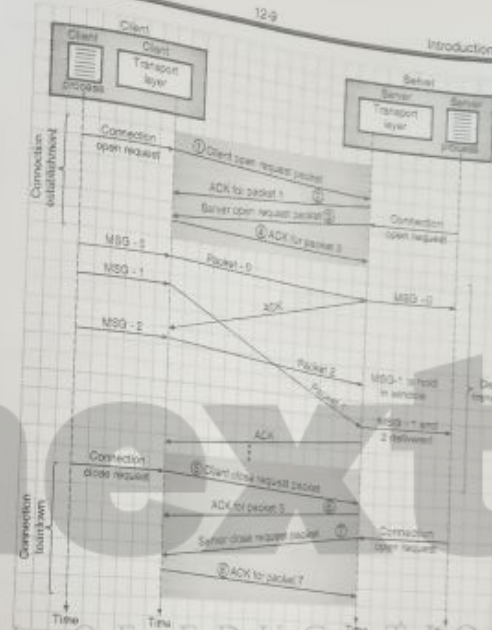 12-9
Introduction
Client
Client
Client
Transport
layer
process
Server
Server
Server
Transport
layer
process
Connection
establishment
Connection
open request
① Client open request packet
ACK for packet 1 ②
Server open request packet ③
Connection
open request
④ ACK for packet 3
MSG - 0
Packet - 0
MSG - 0
MSG - 1
ACK
MSG - 2
Packet 2
MSG-1 is hold
in window
Packet
MSG - 1 and
2 delivered
ACK
Connection
teardown
Connection
close request
⑤ Client close request packet
ACK for packet 5 ⑥
Server close request packet ⑦
Connection
open request
⑧ ACK for packet 7
Time
Time
next